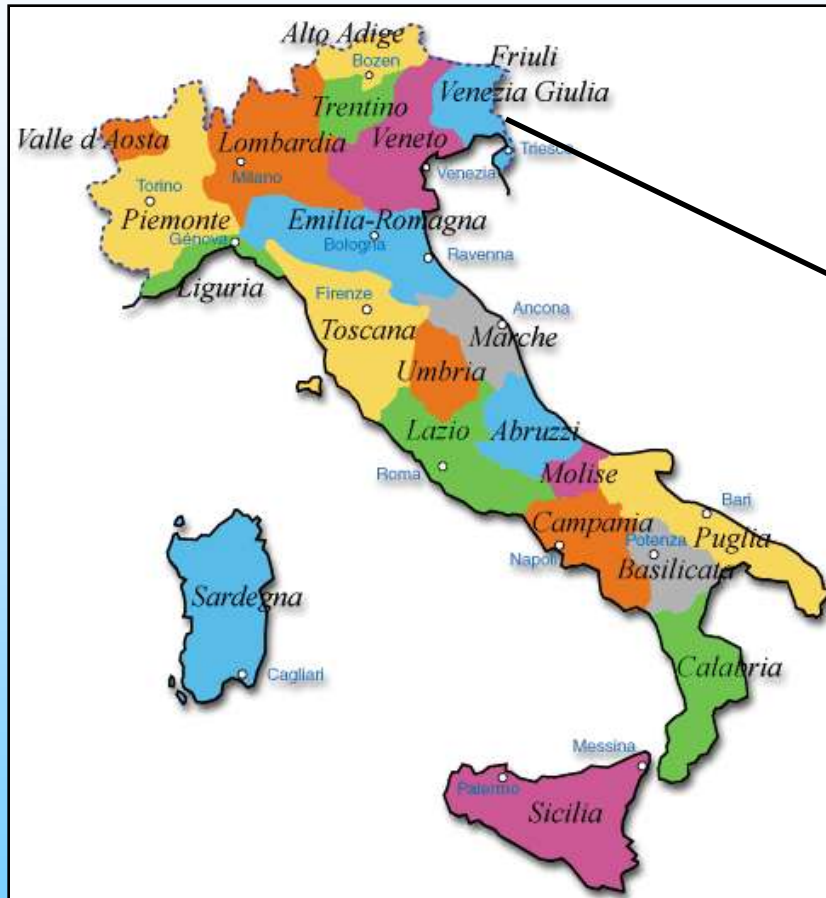 Alto Adige
Bozen
Friuli
Venezia Giulia
Trentino
Valle d'Aosta
Lombardia
Veneto
Triesca
Milano
Venezia
Torino
Piemonte
Emilia-Romagna
Génova
Bologna
Ravenna
Liguria
Firenze
Toscana
Ancona
Marche
Umbria
Lazio
Abruzzi
Roma
Molise
Campania
Bari
Puglia
Napoli
Potenza
Basilicata
Sardegna
Cagliari
Calabria
Messina
Palermo
Sicilia